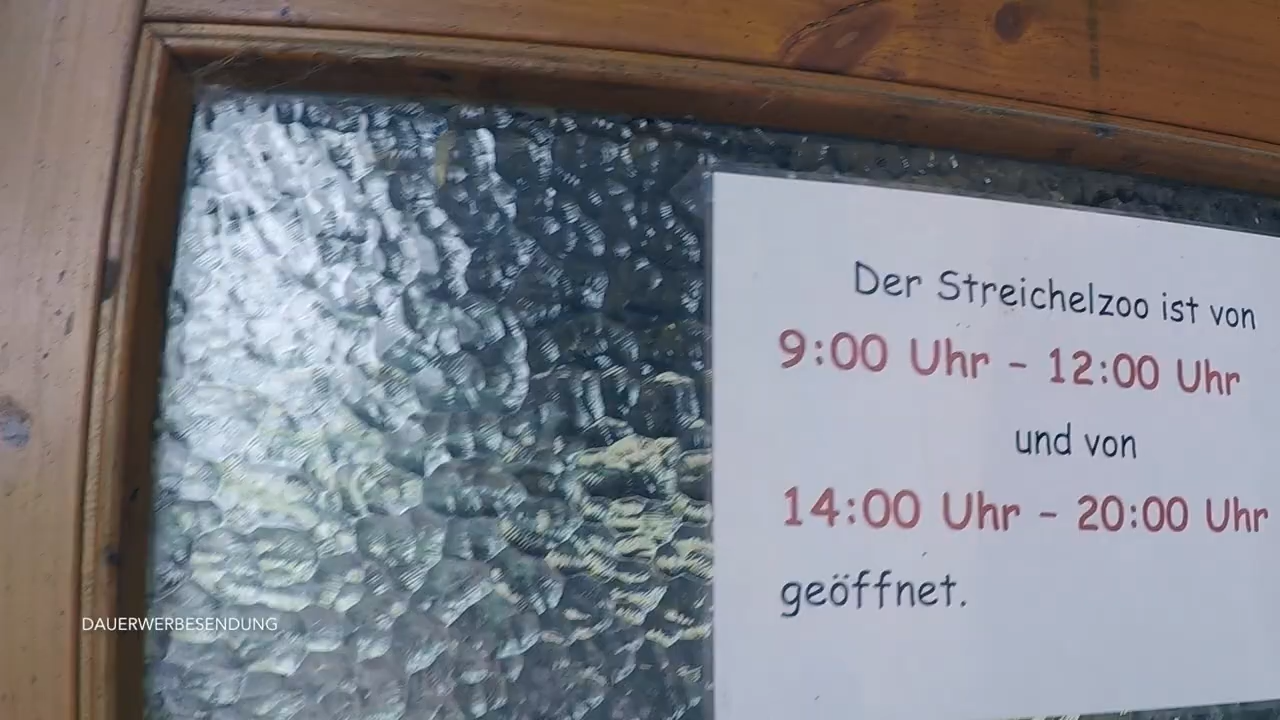 Der Streichelzoo ist von
9:00 Uhr - 12:00 Uhr
und von
14:00 Uhr - 20:00 Uhr
geöffnet.
DAUERWERBESENDUNG